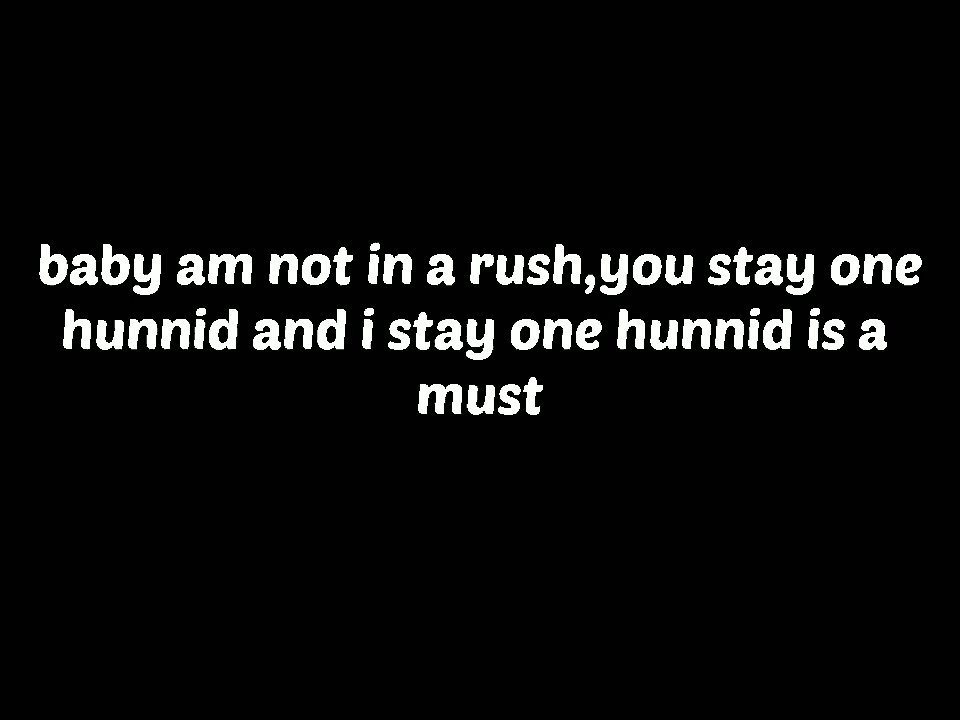 baby am not in a rush,you stay one
hunnid and i stay one hunnid is a
must